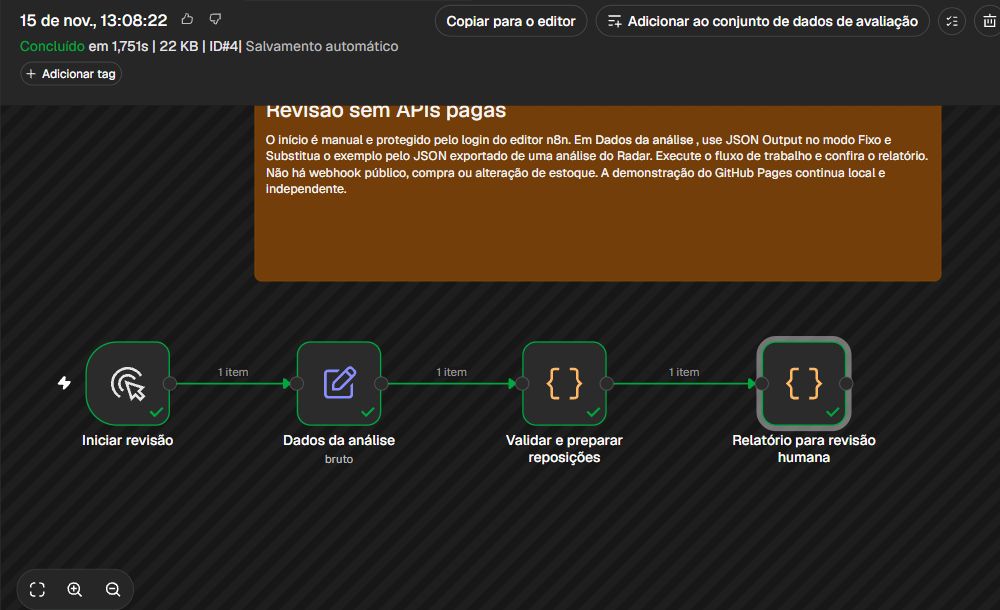 15 de nov., 13:08:22
Copiar para o editor
Adicionar ao conjunto de dados de avaliação
Concluído em 1,751s | 22 KB | ID#4| Salvamento automático
+ Adicionar tag
Revisão sem APIs pagas
O início é manual e protegido pelo login do editor n8n. Em Dados da análise , use JSON Output no modo Fixo e
Substitua o exemplo pelo JSON exportado de uma análise do Radar. Execute o fluxo de trabalho e confira o relatório.
Não há webhook público, compra ou alteração de estoque. A demonstração do GitHub Pages continua local e
independente.
1 item
1 item
1 item
Iniciar revisão
Dados da análise
bruto
Validar e preparar
reposições
Relatório para revisão
humana